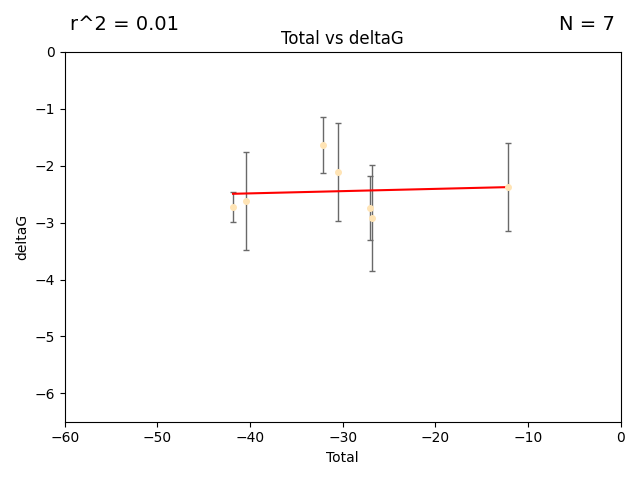 r^2 = 0.01
N = 7
Total vs deltaG
0
−1
−2
−3
−4
−5
−6
deltaG
−60
−50
−40
−30
−20
−10
0
Total